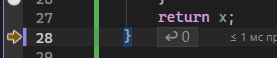 27 return x;
28 } ↩ 0 ≤ 1 мс пр